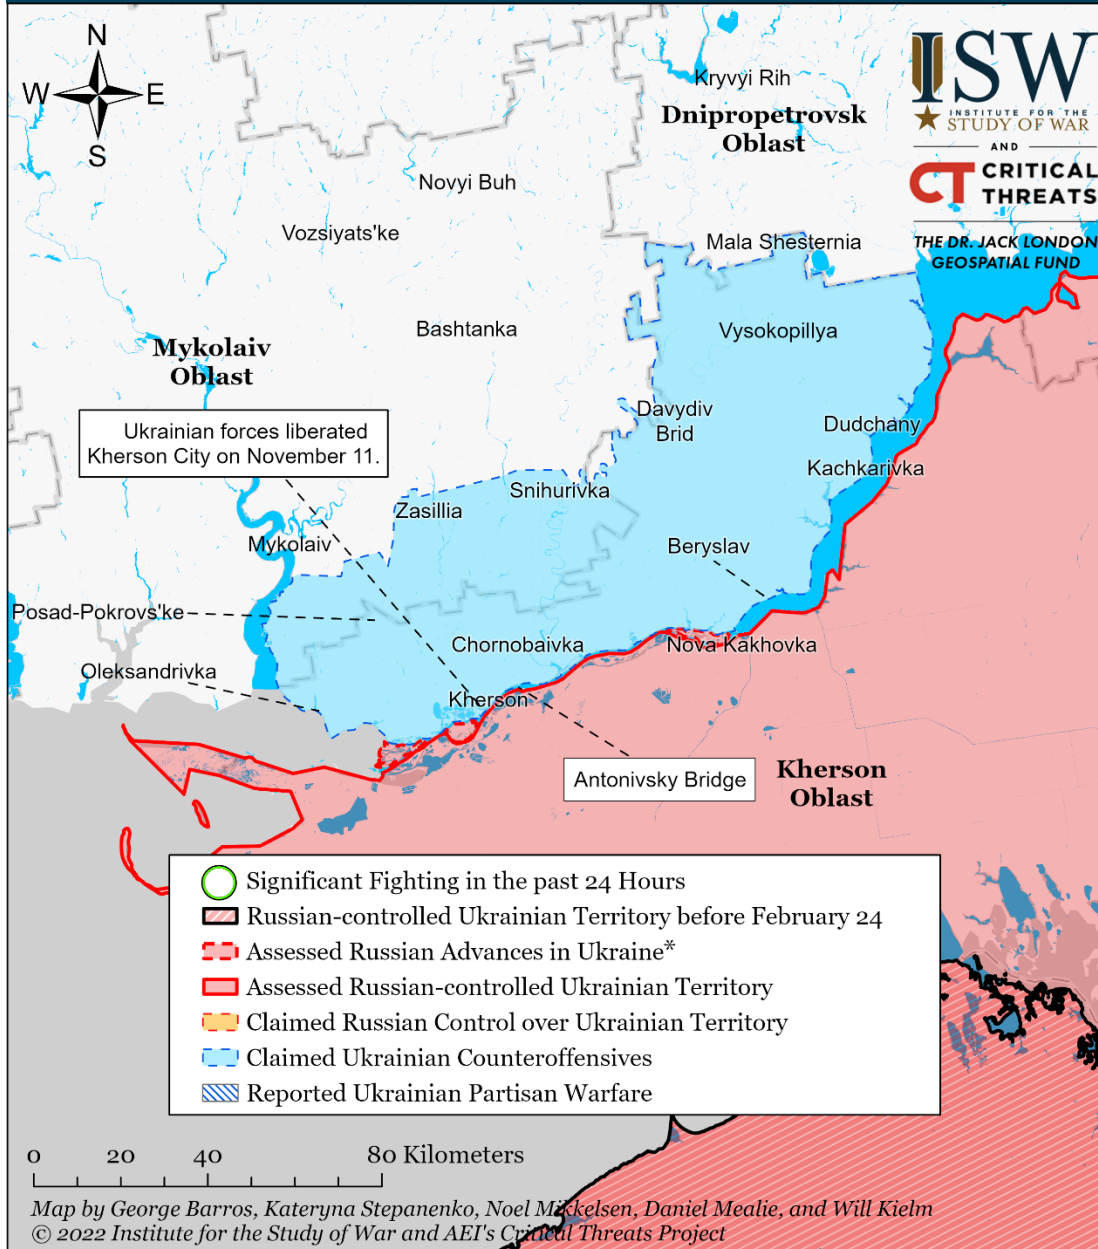 N
W E
S
ISW
INSTITUTE FOR THE
STUDY OF WAR
AND
CT CRITICAL
THREATS
THE DR. JACK LONDON
GEOSPATIAL FUND
Kryvyi Rih
Dnipropetrovsk
Oblast
Novyi Buh
Vozsiyats'ke
Mala Shesternia
Bashtanka
Vysokopillya
Mykolaiv
Oblast
Davydiv
Brid
Dudchany
Ukrainian forces liberated
Kherson City on November 11.
Kachkarivka
Snihurivka
Zasillia
Mykolaiv
Beryslav
Posad-Pokrovs'ke
Chornobaivka
Nova Kakhovka
Oleksandrivka
Kherson
Antonivsky Bridge
Kherson
Oblast
Significant Fighting in the past 24 Hours
Russian-controlled Ukrainian Territory before February 24
Assessed Russian Advances in Ukraine*
Assessed Russian-controlled Ukrainian Territory
Claimed Russian Control over Ukrainian Territory
Claimed Ukrainian Counteroffensives
Reported Ukrainian Partisan Warfare
0 20 40 80 Kilometers
Map by George Barros, Kateryna Stepanenko, Noel Mikkelsen, Daniel Mealie, and Will Kielm
© 2022 Institute for the Study of War and AEI's Critical Threats Project